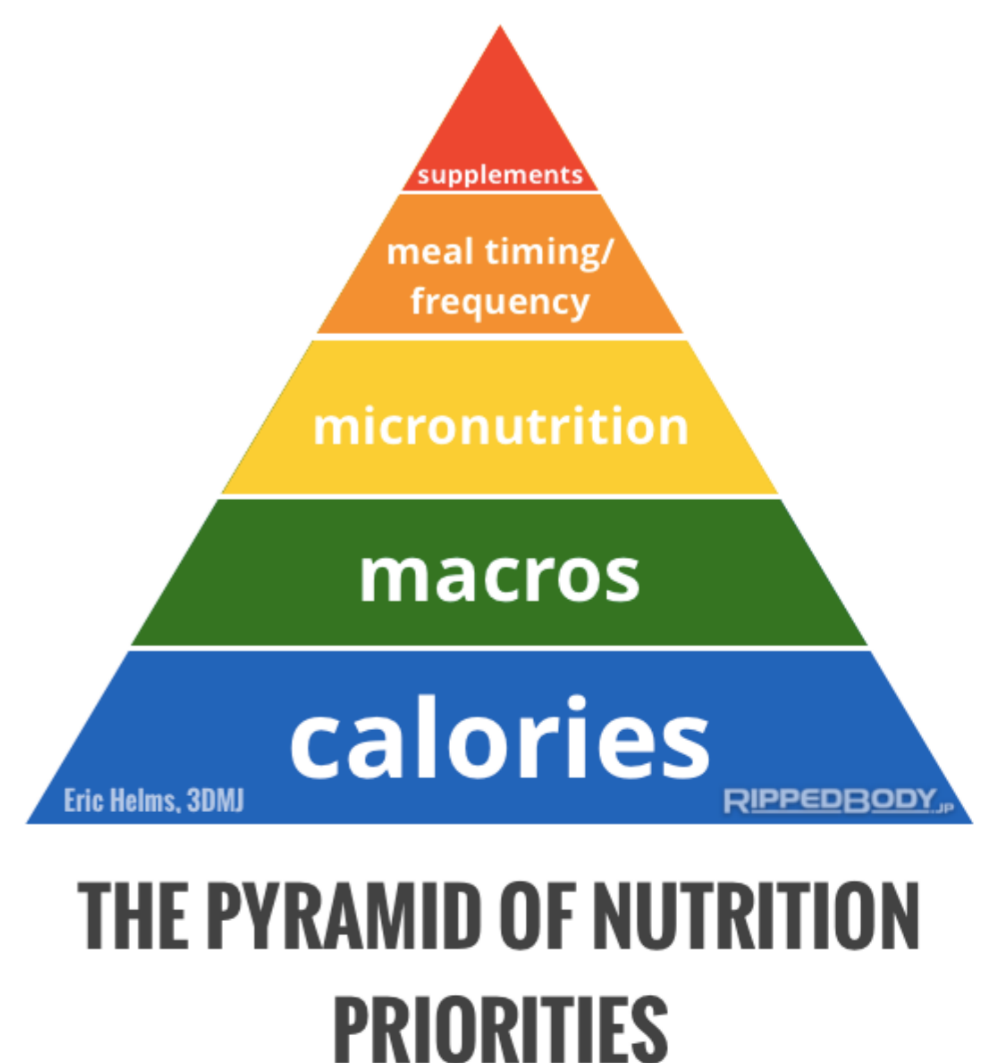 supplements
meal timing/
frequency
micronutrition
macros
calories
Eric Helms, 3DMJ
RIPPEDBODY.JP
THE PYRAMID OF NUTRITION
PRIORITIES